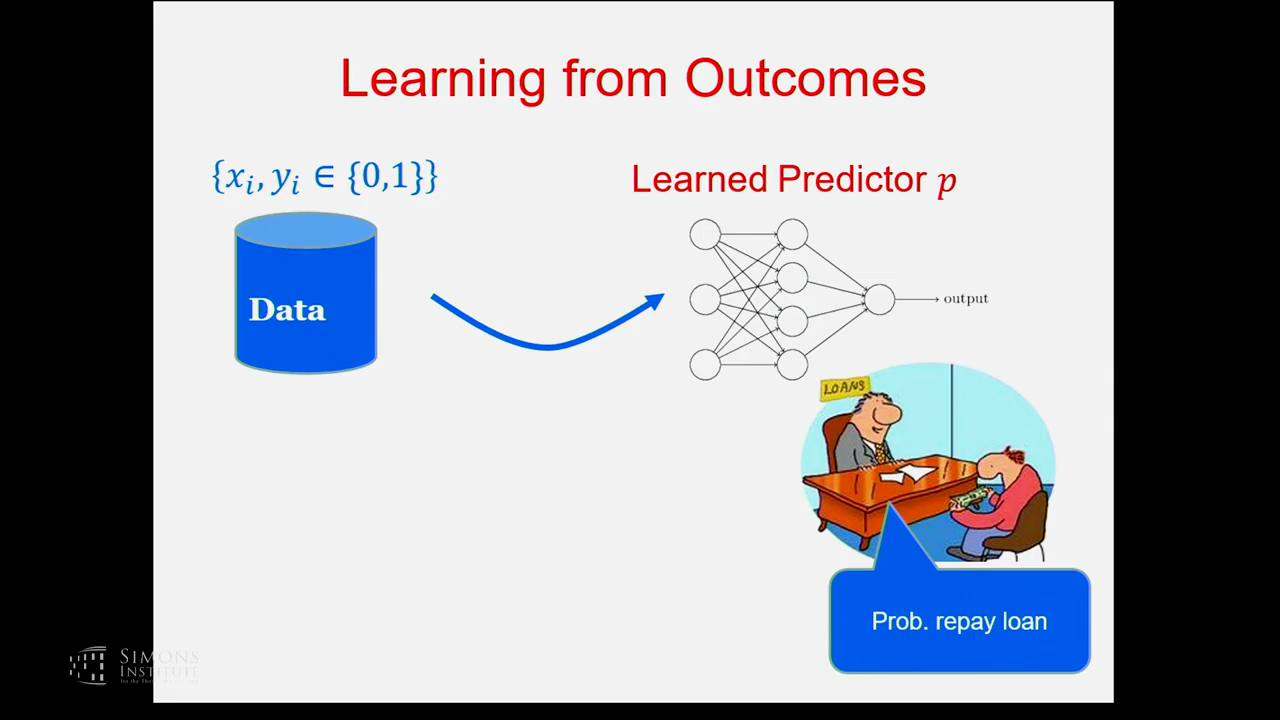 Learning from Outcomes
{x_i, y_i ∈ {0,1}}
Learned Predictor p
Data
output
LOANS
Prob. repay loan
SIMONS
INSTITUTE